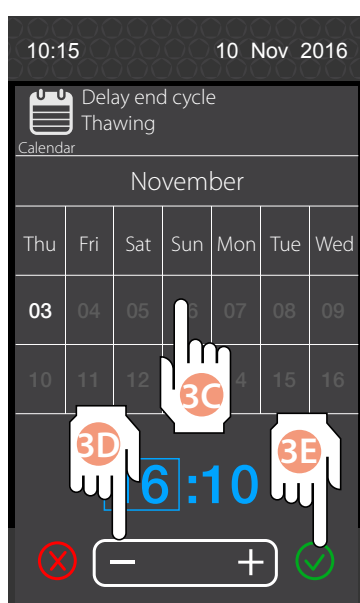 10:15 10 Nov 2016
Delay end cycle
Thawing
Calendar
November
Thu Fri Sat Sun Mon Tue Wed
03 04 05 07 08 09
10 11 12 15 16
3C
3D 3E
:10
− +